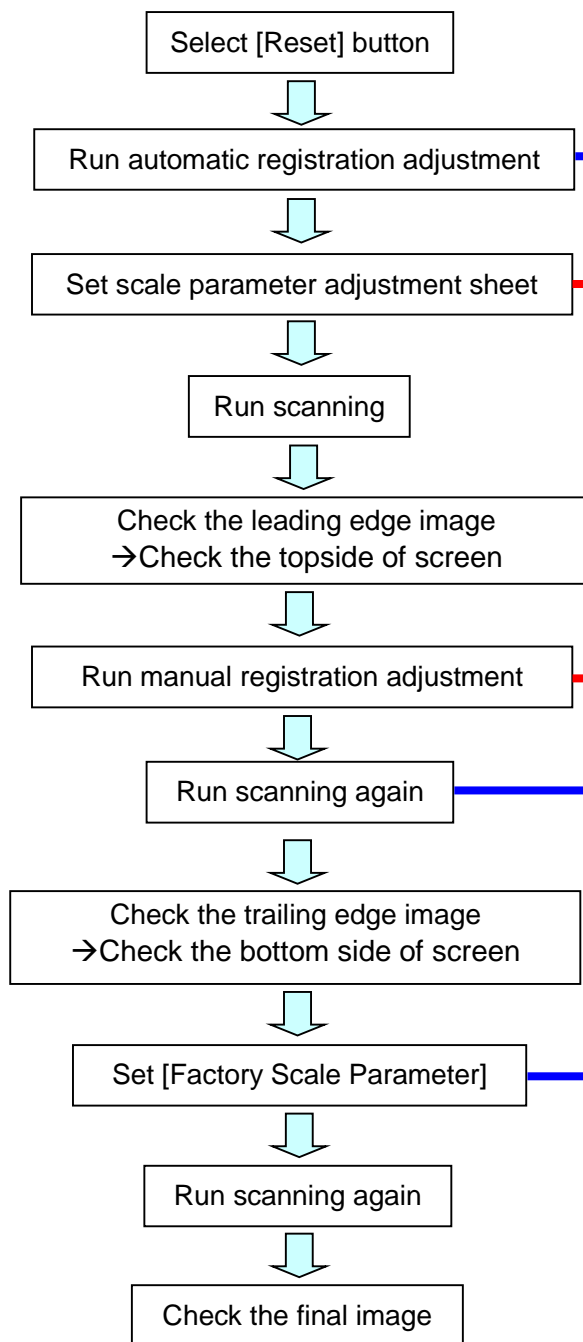 Select [Reset] button
Run automatic registration adjustment
Set scale parameter adjustment sheet
Run scanning
Check the leading edge image
→Check the topside of screen
Run manual registration adjustment
Run scanning again
Check the trailing edge image
→Check the bottom side of screen
Set [Factory Scale Parameter]
Run scanning again
Check the final image